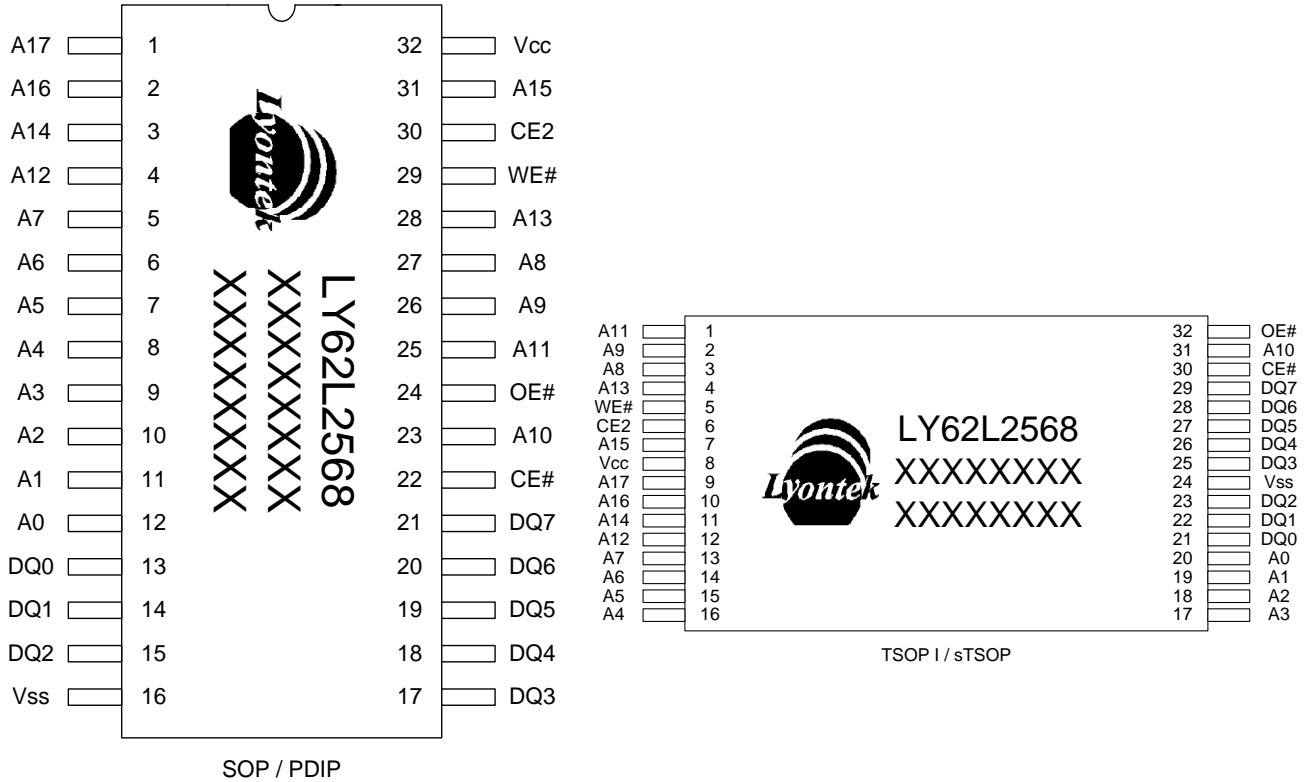 A17 1 32 Vcc
A16 2 31 A15
A14 3 30 CE2
A12 4 29 WE#
A7 5 28 A13
A6 6 27 A8
A5 7 26 A9
A4 8 25 A11
A3 9 24 OE#
A2 10 23 A10
A1 11 22 CE#
A0 12 21 DQ7
DQ0 13 20 DQ6
DQ1 14 19 DQ5
DQ2 15 18 DQ4
Vss 16 17 DQ3
Lyontek
LY62L2568
XXXXXXXX
XXXXXXXX
SOP / PDIP
A11 1 32 OE#
A9 2 31 A10
A8 3 30 CE#
A13 4 29 DQ7
WE# 5 28 DQ6
CE2 6 27 DQ5
A15 7 26 DQ4
Vcc 8 25 DQ3
A17 9 24 Vss
A16 10 23 DQ2
A14 11 22 DQ1
A12 12 21 DQ0
A7 13 20 A0
A6 14 19 A1
A5 15 18 A2
A4 16 17 A3
Lyontek
LY62L2568
XXXXXXXX
XXXXXXXX
TSOP I / sTSOP